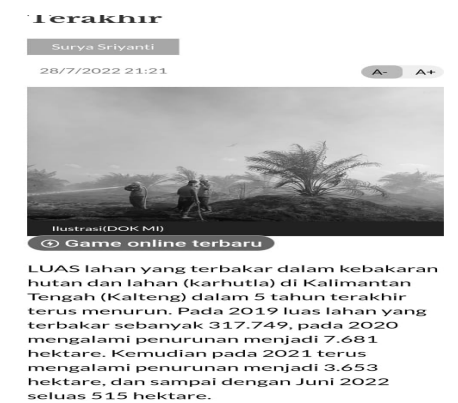 Terakhir
Surya Sriyanti
28/7/2022 21:21
A- A+
Ilustrasi(DOK MI)
Game online terbaru
LUAS lahan yang terbakar dalam kebakaran
hutan dan lahan (karhutla) di Kalimantan
Tengah (Kalteng) dalam 5 tahun terakhir
terus menurun. Pada 2019 luas lahan yang
terbakar sebanyak 317.749, pada 2020
mengalami penurunan menjadi 7.681
hektare. Kemudian pada 2021 terus
mengalami penurunan menjadi 3.653
hektare, dan sampai dengan Juni 2022
seluas 515 hektare.